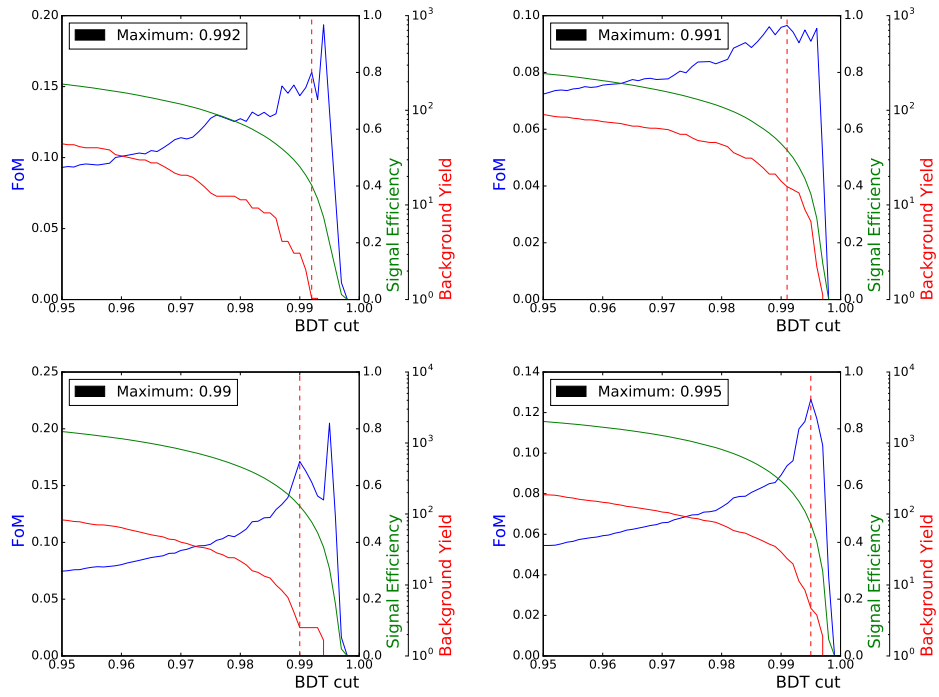 Maximum: 0.992
0.20
0.15
0.10
0.05
0.00
FoM
0.95 0.96 0.97 0.98 0.99 1.00
BDT cut
1.0
0.8
0.6
0.4
0.2
0.0
Signal Efficiency
10³
10²
10¹
10⁰
Background Yield
Maximum: 0.991
0.10
0.08
0.06
0.04
0.02
0.00
FoM
0.95 0.96 0.97 0.98 0.99 1.00
BDT cut
1.0
0.8
0.6
0.4
0.2
0.0
Signal Efficiency
10³
10²
10¹
10⁰
Background Yield
Maximum: 0.99
0.25
0.20
0.15
0.10
0.05
0.00
FoM
0.95 0.96 0.97 0.98 0.99 1.00
BDT cut
1.0
0.8
0.6
0.4
0.2
0.0
Signal Efficiency
10⁴
10³
10²
10¹
10⁰
Background Yield
Maximum: 0.995
0.14
0.12
0.10
0.08
0.06
0.04
0.02
0.00
FoM
0.95 0.96 0.97 0.98 0.99 1.00
BDT cut
1.0
0.8
0.6
0.4
0.2
0.0
Signal Efficiency
10⁴
10³
10²
10¹
10⁰
Background Yield